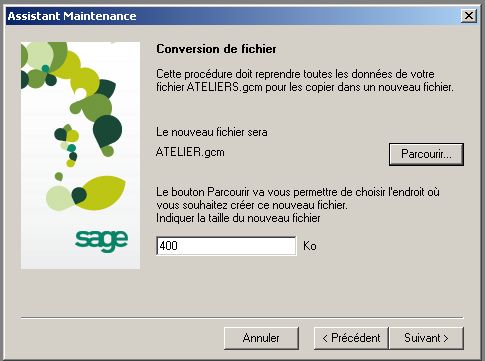 Assistant Maintenance
Conversion de fichier
Cette procédure doit reprendre toutes les données de votre
fichier ATELIERS.gcm pour les copier dans un nouveau fichier.
Le nouveau fichier sera
ATELIER.gcm
Parcourir...
Le bouton Parcourir va vous permettre de choisir l'endroit où
vous souhaitez créer ce nouveau fichier.
Indiquer la taille du nouveau fichier
sage
400 Ko
Annuler
< Précédent
Suivant >